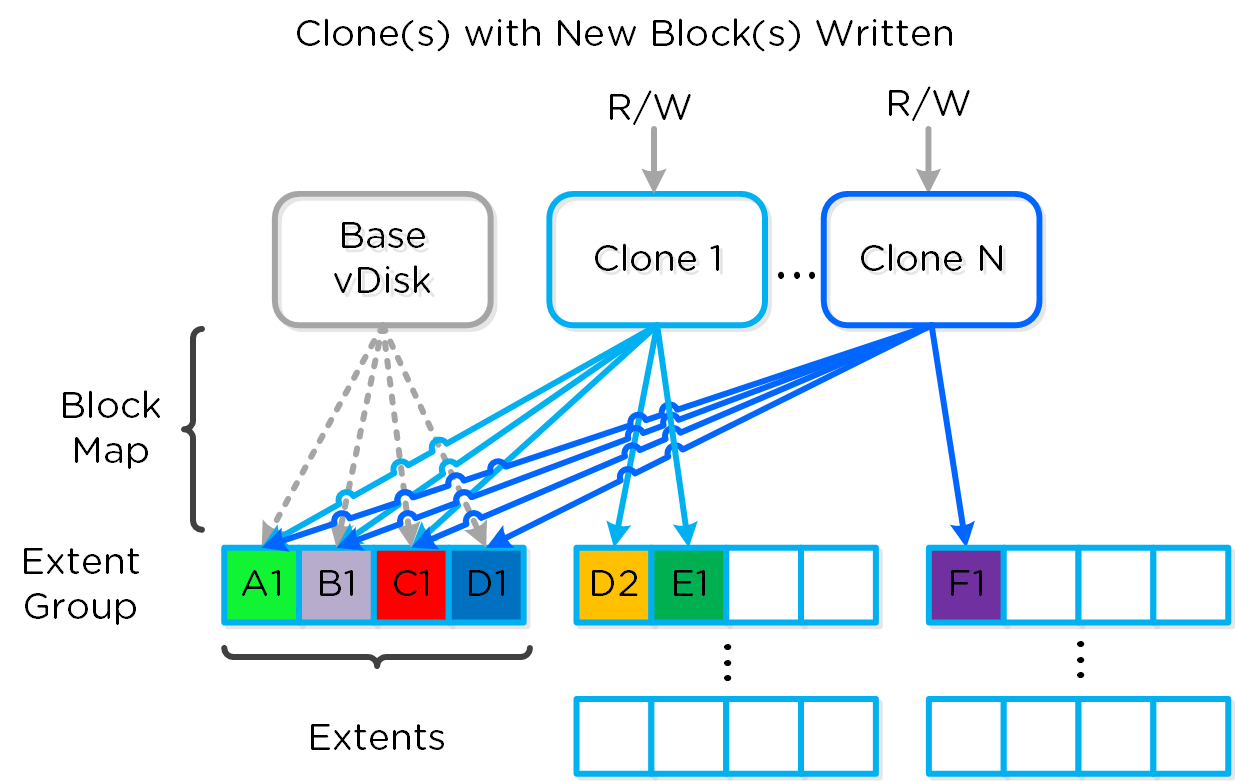 Clone(s) with New Block(s) Written
R/W
R/W
Base
vDisk
Clone 1
...
Clone N
Block
Map
Extent
Group
A1
B1
C1
D1
D2
E1
F1
Extents